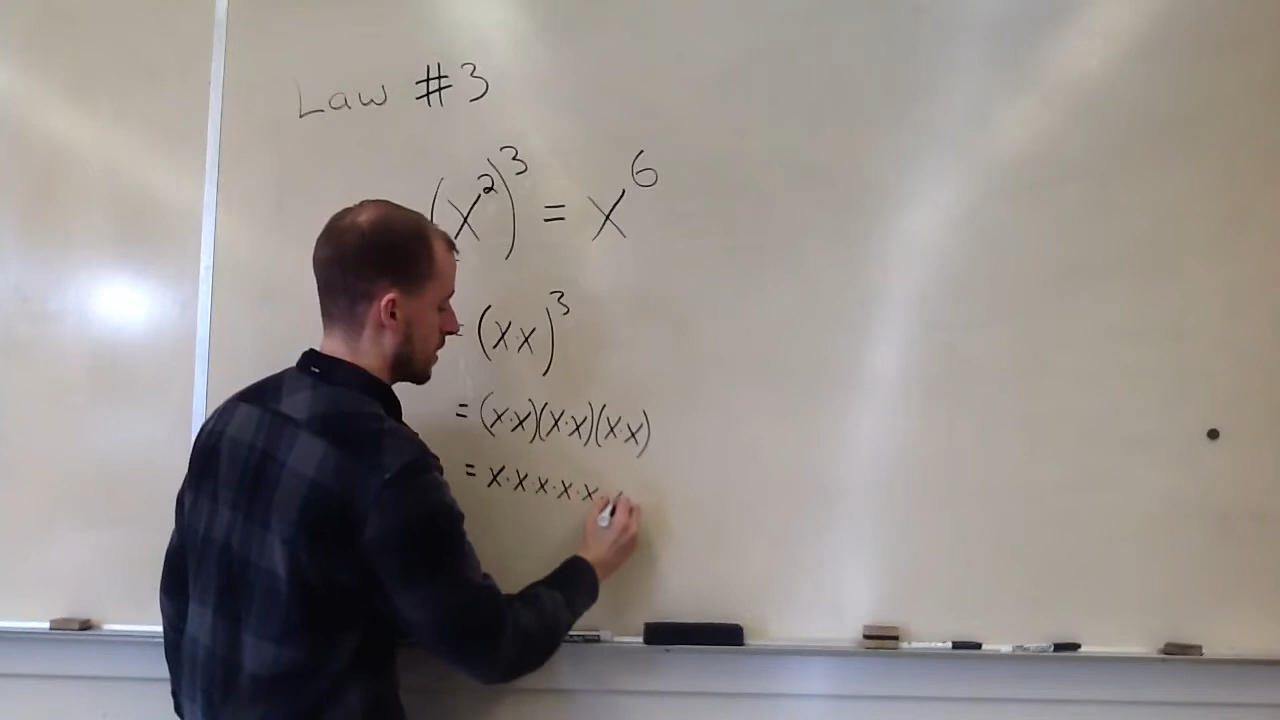 Law #3
(x²)³ = x⁶
= (x·x)³
= (x·x)(x·x)(x·x)
= x·x·x·x·x·